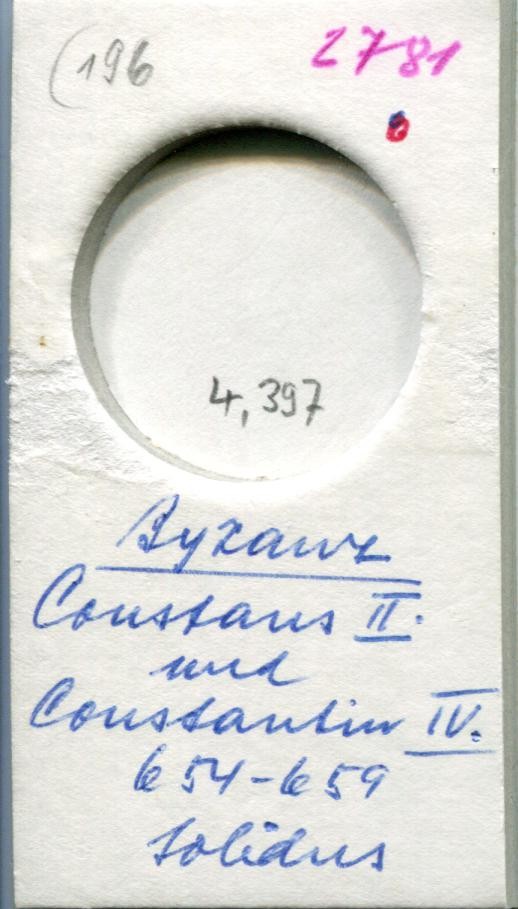 (196
2781
4,397
Byzanz
Constans II.
und
Constantin IV.
654-659
Solidus